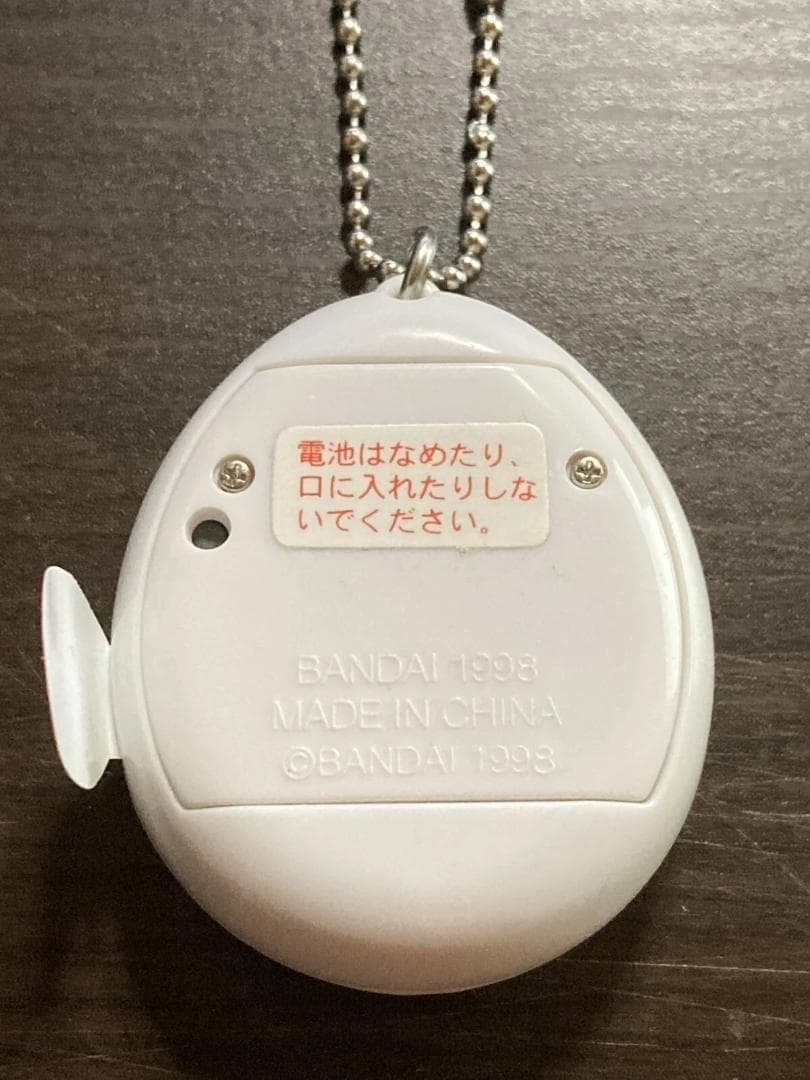 電池はなめたり、
口に入れたりしな
いでください。
BANDAI 1998
MADE IN CHINA
©BANDAI 1998